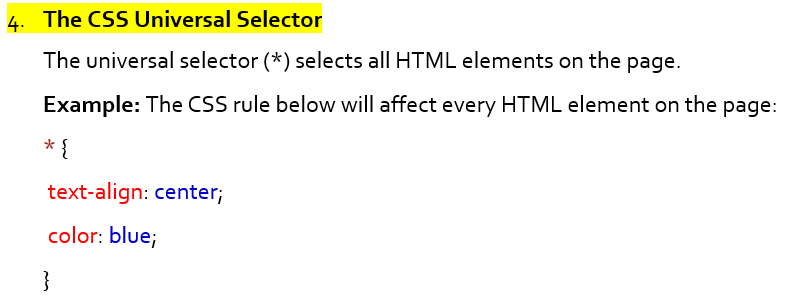 4. The CSS Universal Selector
The universal selector (*) selects all HTML elements on the page.
Example: The CSS rule below will affect every HTML element on the page:
* {
text-align: center;
color: blue;
}